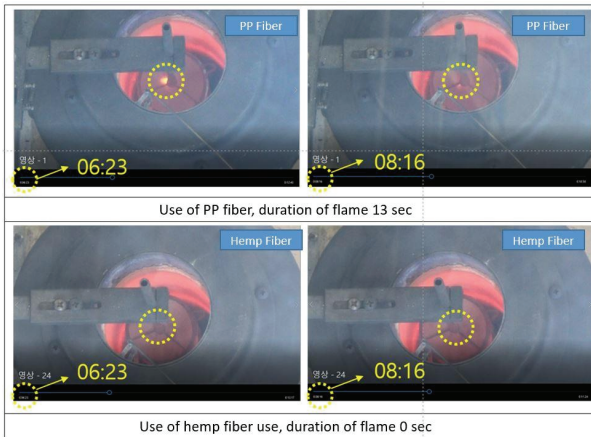 PP Fiber
PP Fiber
영상 - 1
06:23
영상 - 1
08:16
Use of PP fiber, duration of flame 13 sec
Hemp Fiber
Hemp Fiber
영상 - 24
06:23
영상 - 24
08:16
Use of hemp fiber use, duration of flame 0 sec